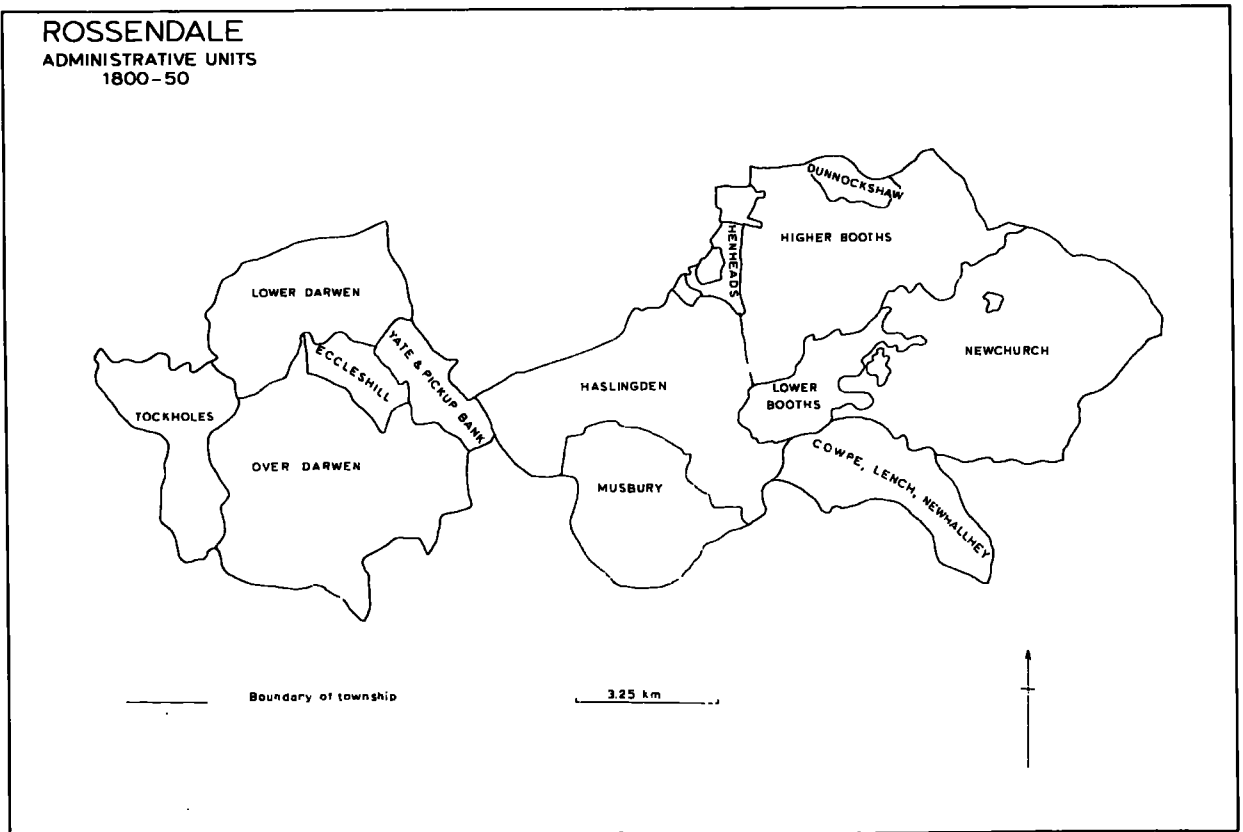 ROSSENDALE
ADMINISTRATIVE UNITS
1800-50
DUNNOCKSHAW
HENHEADS
HIGHER BOOTHS
LOWER DARWEN
YATE & PICKUP BANK
ECCLESHILL
NEWCHURCH
HASLINGDEN
LOWER
BOOTHS
TOCKHOLES
COWPE, LENCH, NEWHALLHEY
OVER DARWEN
MUSBURY
Boundary of township
3.25 km